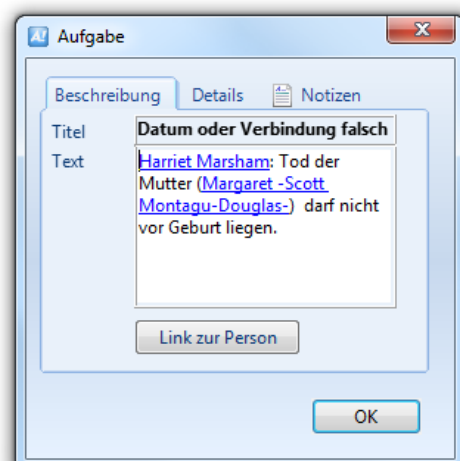 A! Aufgabe
Beschreibung Details Notizen
Titel Datum oder Verbindung falsch
Text Harriet Marsham: Tod der
Mutter (Margaret -Scott
Montagu-Douglas-) darf nicht
vor Geburt liegen.
Link zur Person
OK